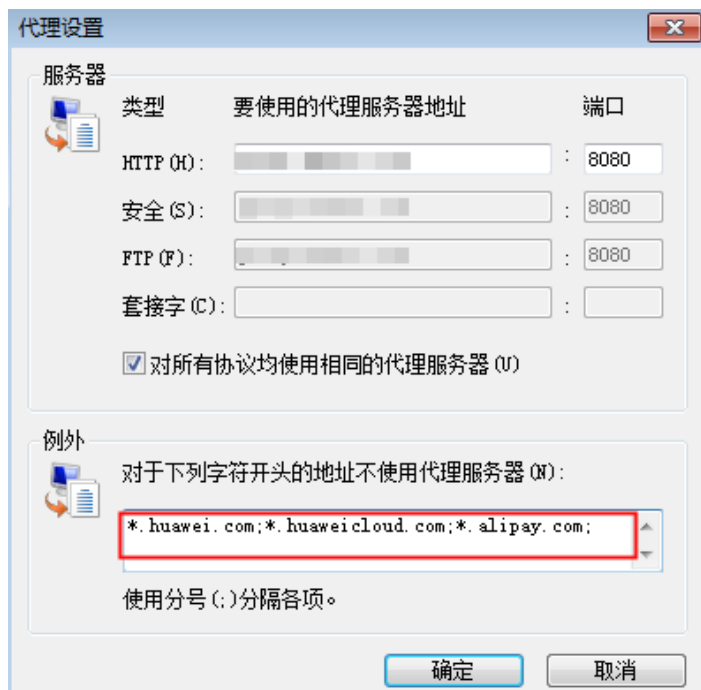 代理设置
服务器
类型 要使用的代理服务器地址 端口
HTTP(H): : 8080
安全(S): : 8080
FTP(F): : 8080
套接字(C): :
对所有协议均使用相同的代理服务器(U)
例外
对于下列字符开头的地址不使用代理服务器(N):
*.huawei.com;*.huaweicloud.com;*.alipay.com;
使用分号(;)分隔各项。
确定 取消